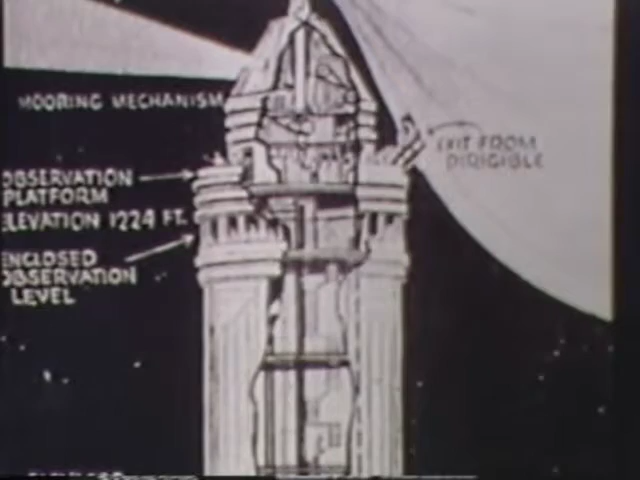 MOORING MECHANISM
EXIT FROM
DIRIGIBLE
OBSERVATION
PLATFORM
ELEVATION 1224 FT.
ENCLOSED
OBSERVATION
LEVEL